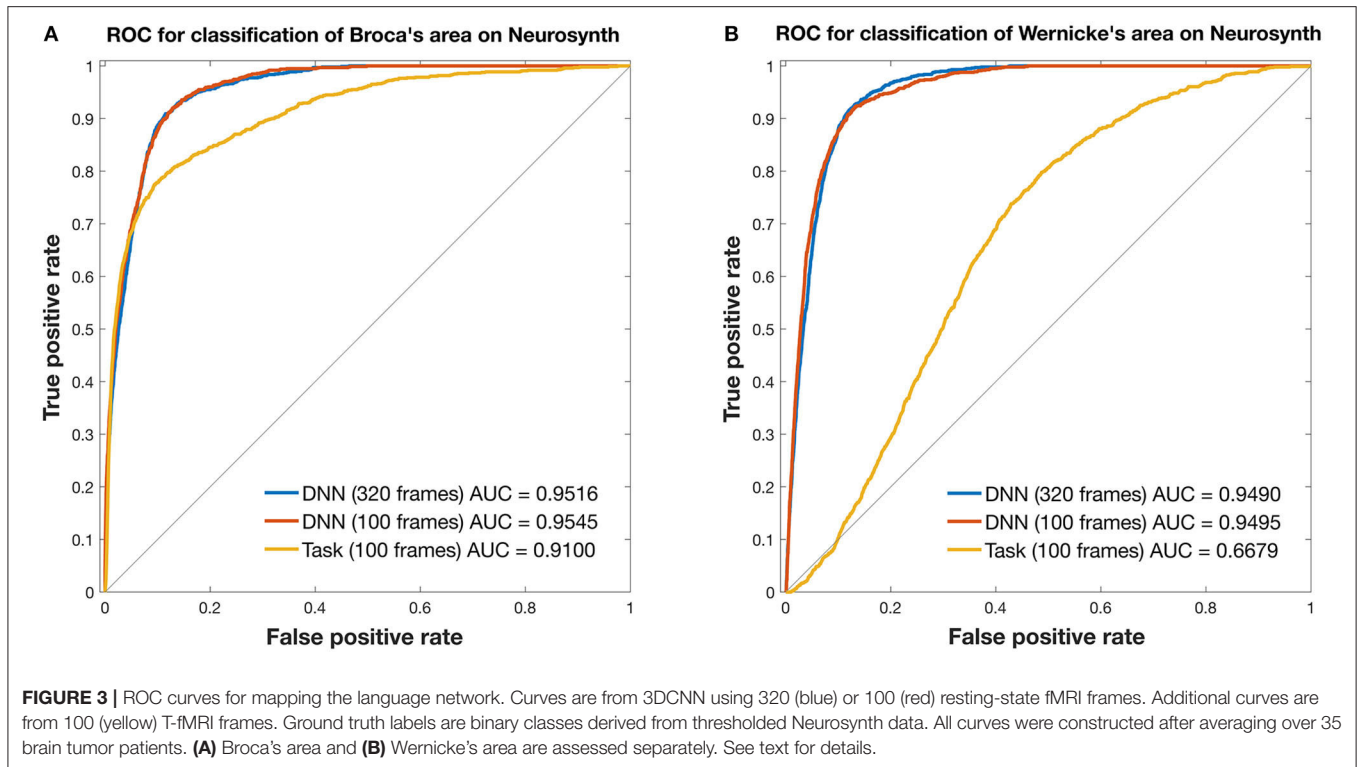 A
ROC for classification of Broca's area on Neurosynth
1
0.9
0.8
0.7
0.6
0.5
0.4
0.3
0.2
0.1
0
True positive rate
DNN (320 frames) AUC = 0.9516
DNN (100 frames) AUC = 0.9545
Task (100 frames) AUC = 0.9100
0 0.2 0.4 0.6 0.8 1
False positive rate
B
ROC for classification of Wernicke's area on Neurosynth
1
0.9
0.8
0.7
0.6
0.5
0.4
0.3
0.2
0.1
0
True positive rate
DNN (320 frames) AUC = 0.9490
DNN (100 frames) AUC = 0.9495
Task (100 frames) AUC = 0.6679
0 0.2 0.4 0.6 0.8 1
False positive rate
FIGURE 3 | ROC curves for mapping the language network. Curves are from 3DCNN using 320 (blue) or 100 (red) resting-state fMRI frames. Additional curves are
from 100 (yellow) T-fMRI frames. Ground truth labels are binary classes derived from thresholded Neurosynth data. All curves were constructed after averaging over 35
brain tumor patients. (A) Broca's area and (B) Wernicke's area are assessed separately. See text for details.